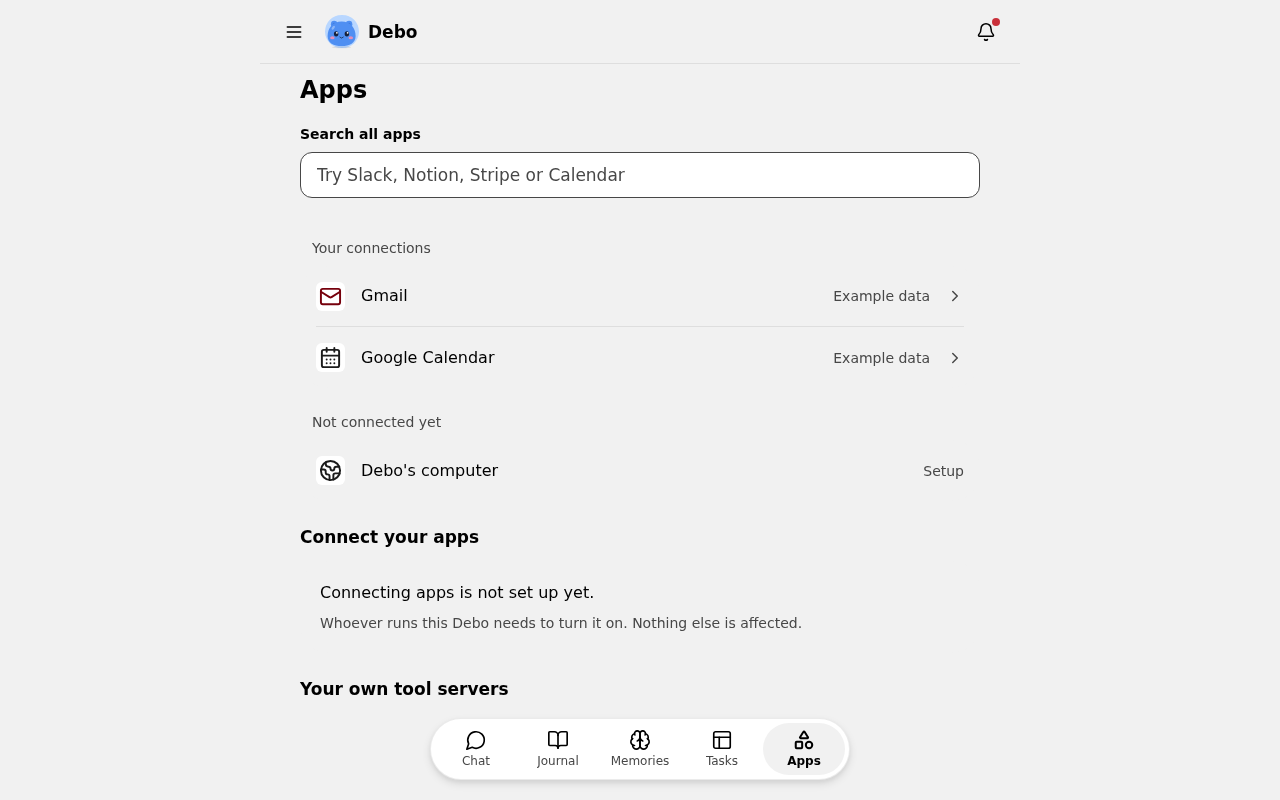 Debo
Apps
Search all apps
Try Slack, Notion, Stripe or Calendar
Your connections
Gmail
Example data
Google Calendar
Example data
Not connected yet
Debo's computer
Setup
Connect your apps
Connecting apps is not set up yet.
Whoever runs this Debo needs to turn it on. Nothing else is affected.
Your own tool servers
Chat
Journal
Memories
Tasks
Apps